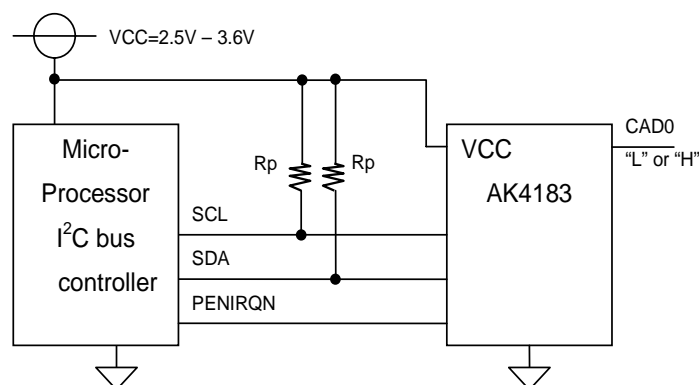 VCC=2.5V – 3.6V
Micro-
Processor
I²C bus
controller
Rp
Rp
SCL
SDA
PENIRQN
VCC
AK4183
CAD0
“L” or “H”